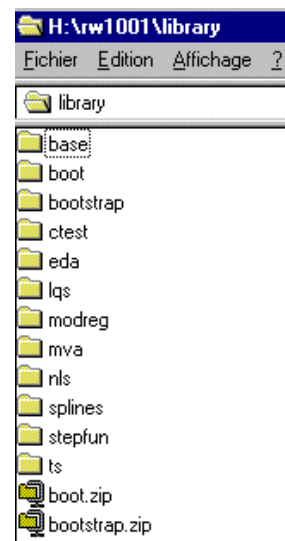 H:\rw1001\library
Fichier Edition Affichage ?
library
base
boot
bootstrap
ctest
eda
lqs
modreg
mva
nls
splines
stepfun
ts
boot.zip
bootstrap.zip